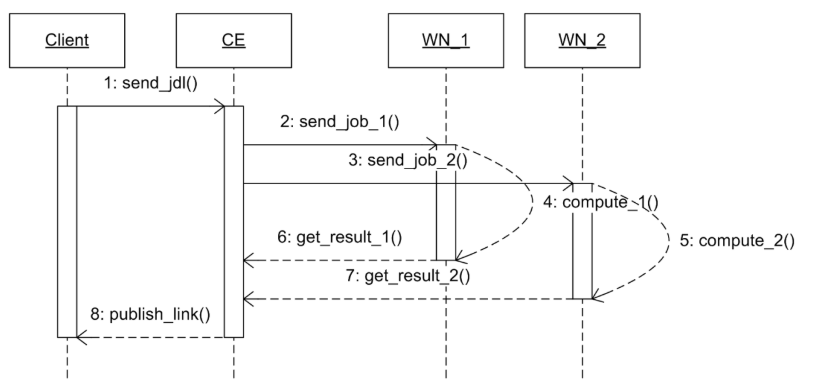 Client
CE
WN_1
WN_2
1: send_jdl()
2: send_job_1()
3: send_job_2()
4: compute_1()
5: compute_2()
6: get_result_1()
7: get_result_2()
8: publish_link()